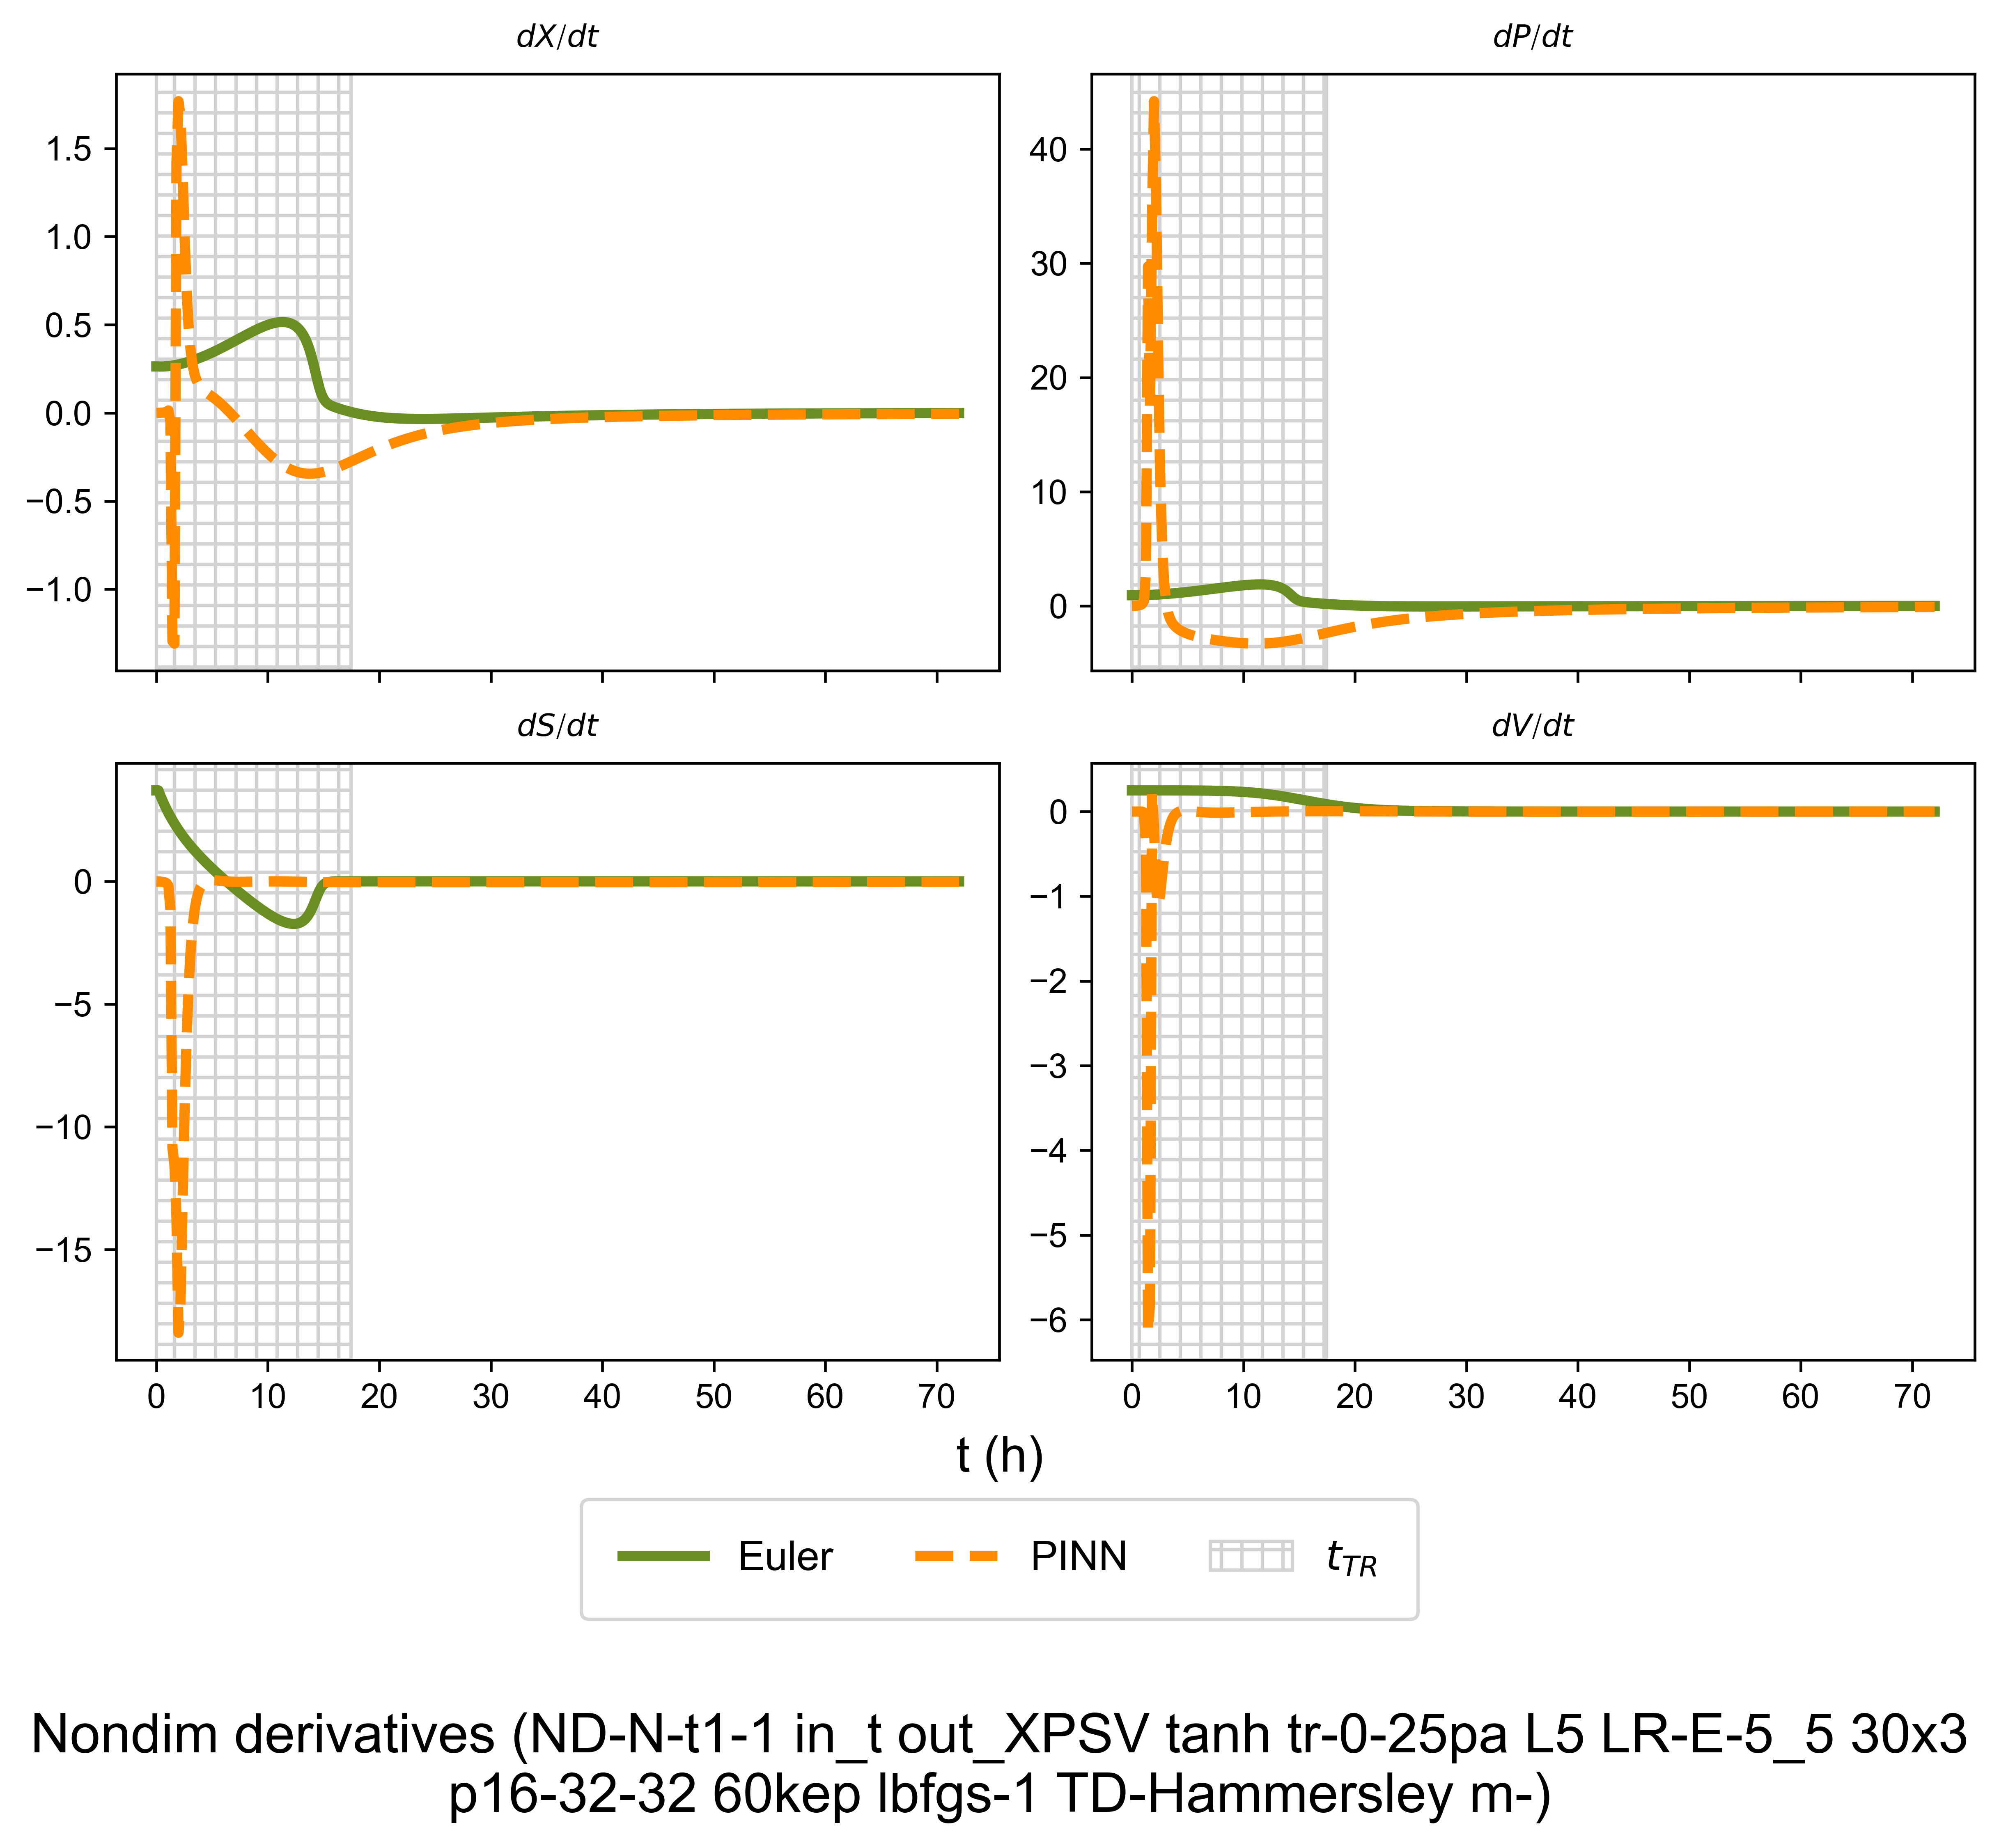 dX/dt
dP/dt
1.5
1.0
0.5
0.0
−0.5
−1.0
40
30
20
10
0
dS/dt
dV/dt
0
−5
−10
−15
0
−1
−2
−3
−4
−5
−6
0 10 20 30 40 50 60 70
0 10 20 30 40 50 60 70
t (h)
Euler PINN t_TR
Nondim derivatives (ND-N-t1-1 in_t out_XPSV tanh tr-0-25pa L5 LR-E-5_5 30x3
p16-32-32 60kep lbfgs-1 TD-Hammersley m-)